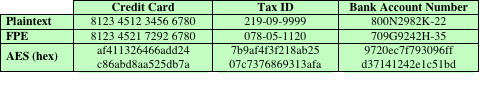 Credit Card Tax ID Bank Account Number
Plaintext 8123 4512 3456 6780 219-09-9999 800N2982K-22
FPE 8123 4521 7292 6780 078-05-1120 709G9242H-35
AES (hex) af411326466add24 7b9af4f3f218ab25 9720ec7f793096ff
c86abd8aa525db7a 07c7376869313afa d37141242e1c51bd